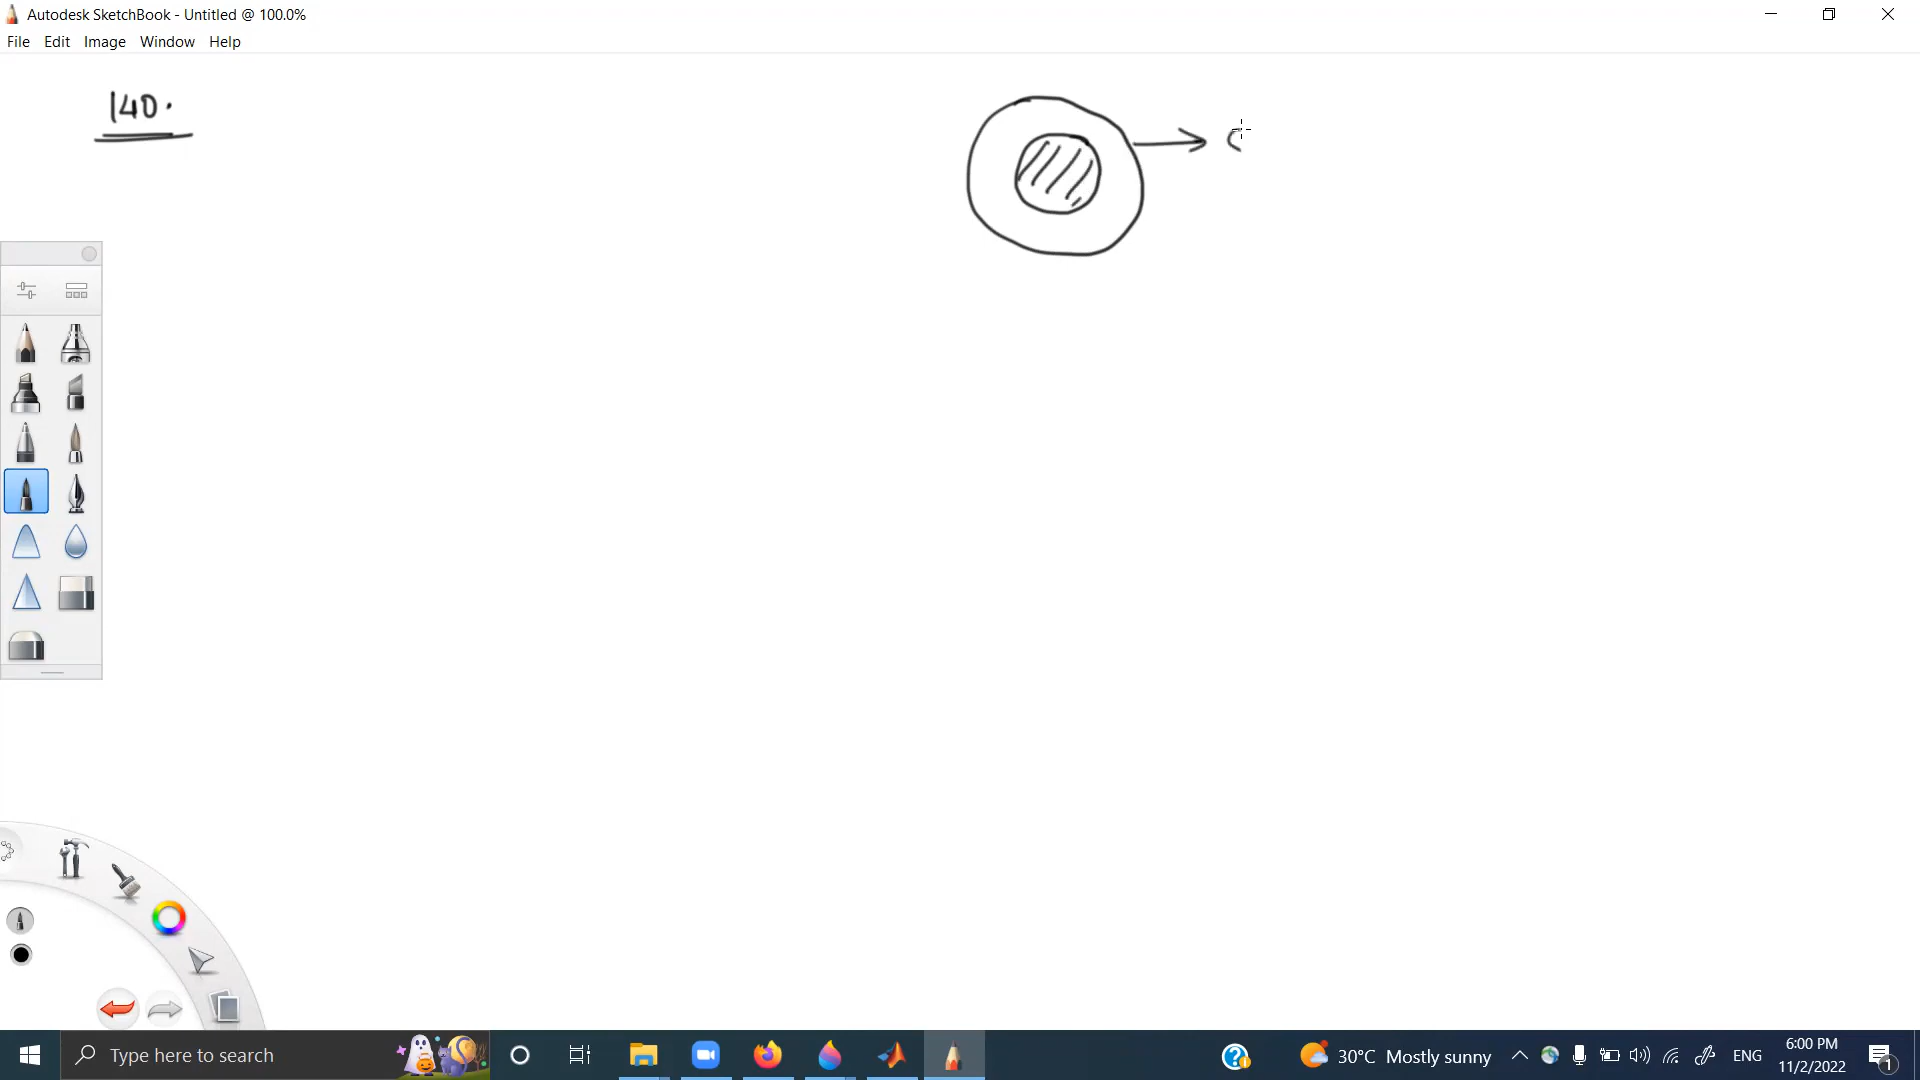 Autodesk SketchBook - Untitled @ 100.0%
File Edit Image Window Help
140.
Type here to search
30°C Mostly sunny
ENG
6:00 PM
11/2/2022
1